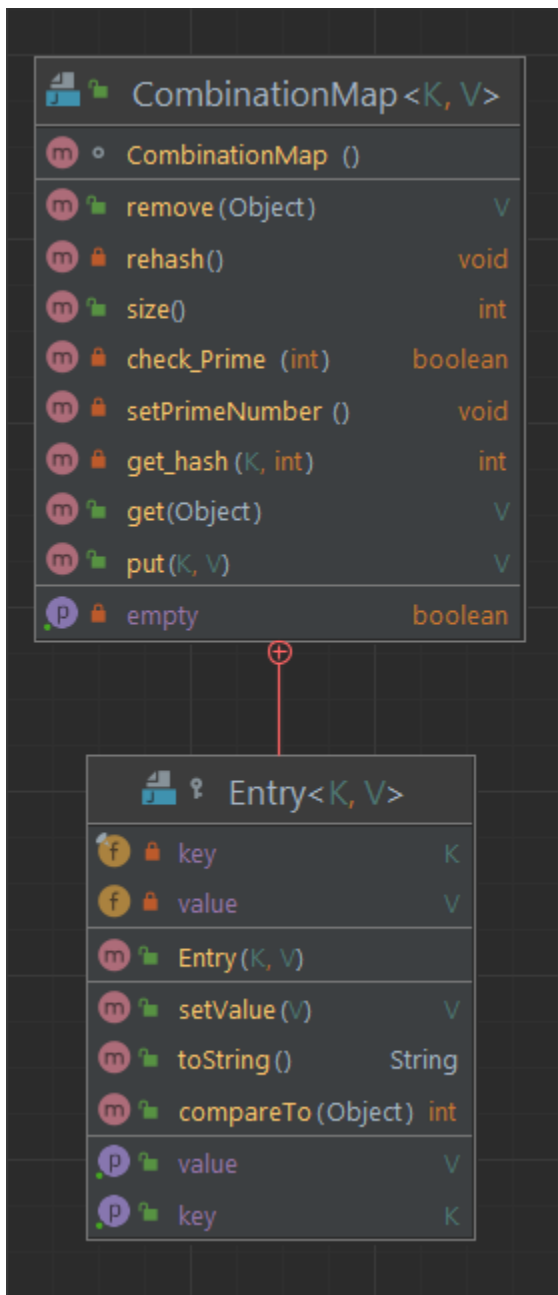 CombinationMap<K, V>
CombinationMap ()
remove(Object) V
rehash() void
size() int
check_Prime (int) boolean
setPrimeNumber () void
get_hash (K, int) int
get(Object) V
put(K, V) V
empty boolean
Entry<K, V>
key K
value V
Entry(K, V)
setValue(V) V
toString() String
compareTo(Object) int
value V
key K